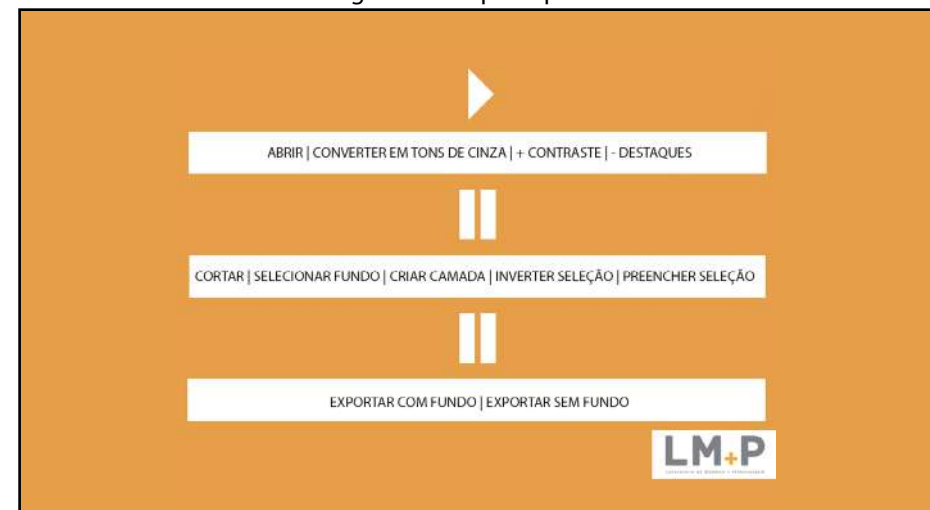 ABRIR | CONVERTER EM TONS DE CINZA | + CONTRASTE | - DESTAQUES
CORTAR | SELECIONAR FUNDO | CRIAR CAMADA | INVERTER SELEÇÃO | PREENCHER SELEÇÃO
EXPORTAR COM FUNDO | EXPORTAR SEM FUNDO
LM+P